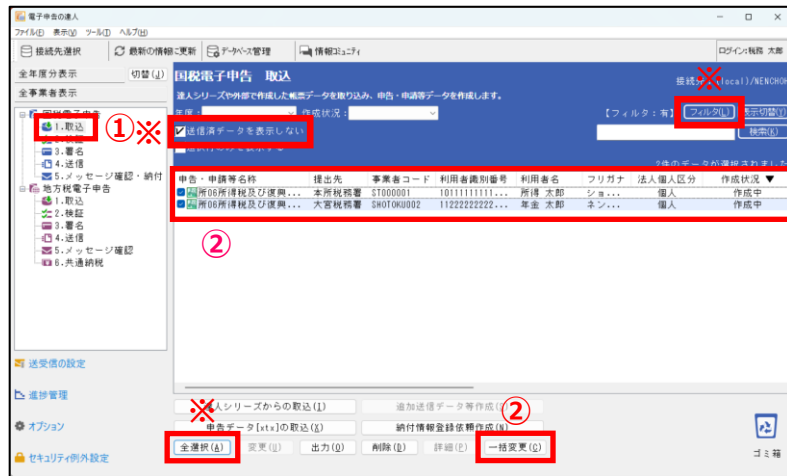 電子申告の達人
ファイル(F) 表示(V) ツール(T) ヘルプ(H)
接続先選択 最新の情報に更新 データベース管理 情報コミュニティ ログイン:税務 太郎
全年度分表示 切替(J)
全事業者表示
国税電子申告
1.取込
3.署名
4.送信
5.メッセージ確認・納付
地方税電子申告
1.取込
2.検証
3.署名
4.送信
5.メッセージ確認
6.共通納税
①※
国税電子申告 取込
達人シリーズや外部で作成した帳票データを取り込み、申告・申請等データを作成します。
(local)/NENCHOK
※
年度: 作成状況:
【フィルタ:有】 フィルタ(L) 表示切替(Y)
送信済データを表示しない
検索(K)
2件のデータが選択されました
申告・申請等名称 提出先 事業者コード 利用者識別番号 利用者名 フリガナ 法人個人区分 作成状況 ▼
所06所得税及び復興... 本所税務署 ST000001 10111111111... 所得 太郎 ショ... 個人 作成中
所06所得税及び復興... 大宮税務署 SHOTOKU002 11222222222... 年金 太郎 ネン... 個人 作成中
②
送受信の設定
進捗管理
オプション
セキュリティ例外設定
※
②
達人シリーズからの取込(I) 追加送信データ等作成
申告データ[xtx]の取込(X) 納付情報登録依頼作成(N)
全選択(A) 変更(U) 出力(O) 削除(D) 詳細(P) 一括変更(C)
ゴミ箱